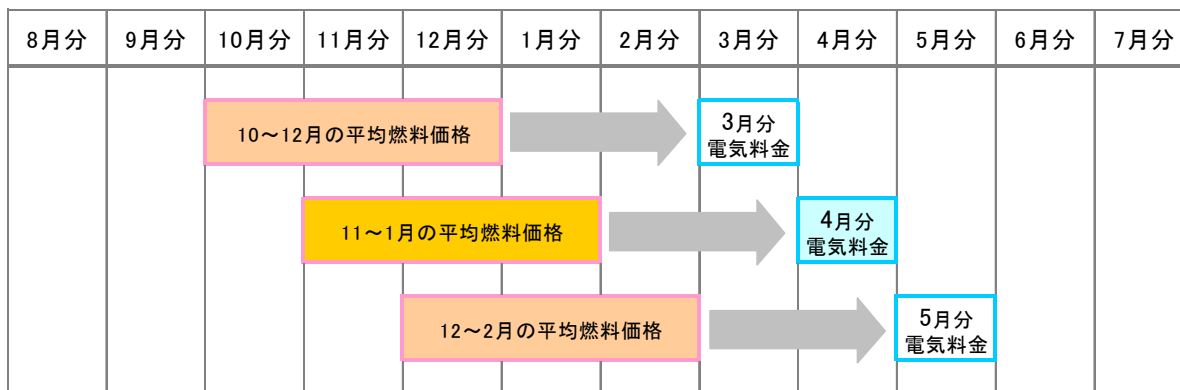 8月分 9月分 10月分 11月分 12月分 1月分 2月分 3月分 4月分 5月分 6月分 7月分
10～12月の平均燃料価格
3月分
電気料金
11～1月の平均燃料価格
4月分
電気料金
12～2月の平均燃料価格
5月分
電気料金